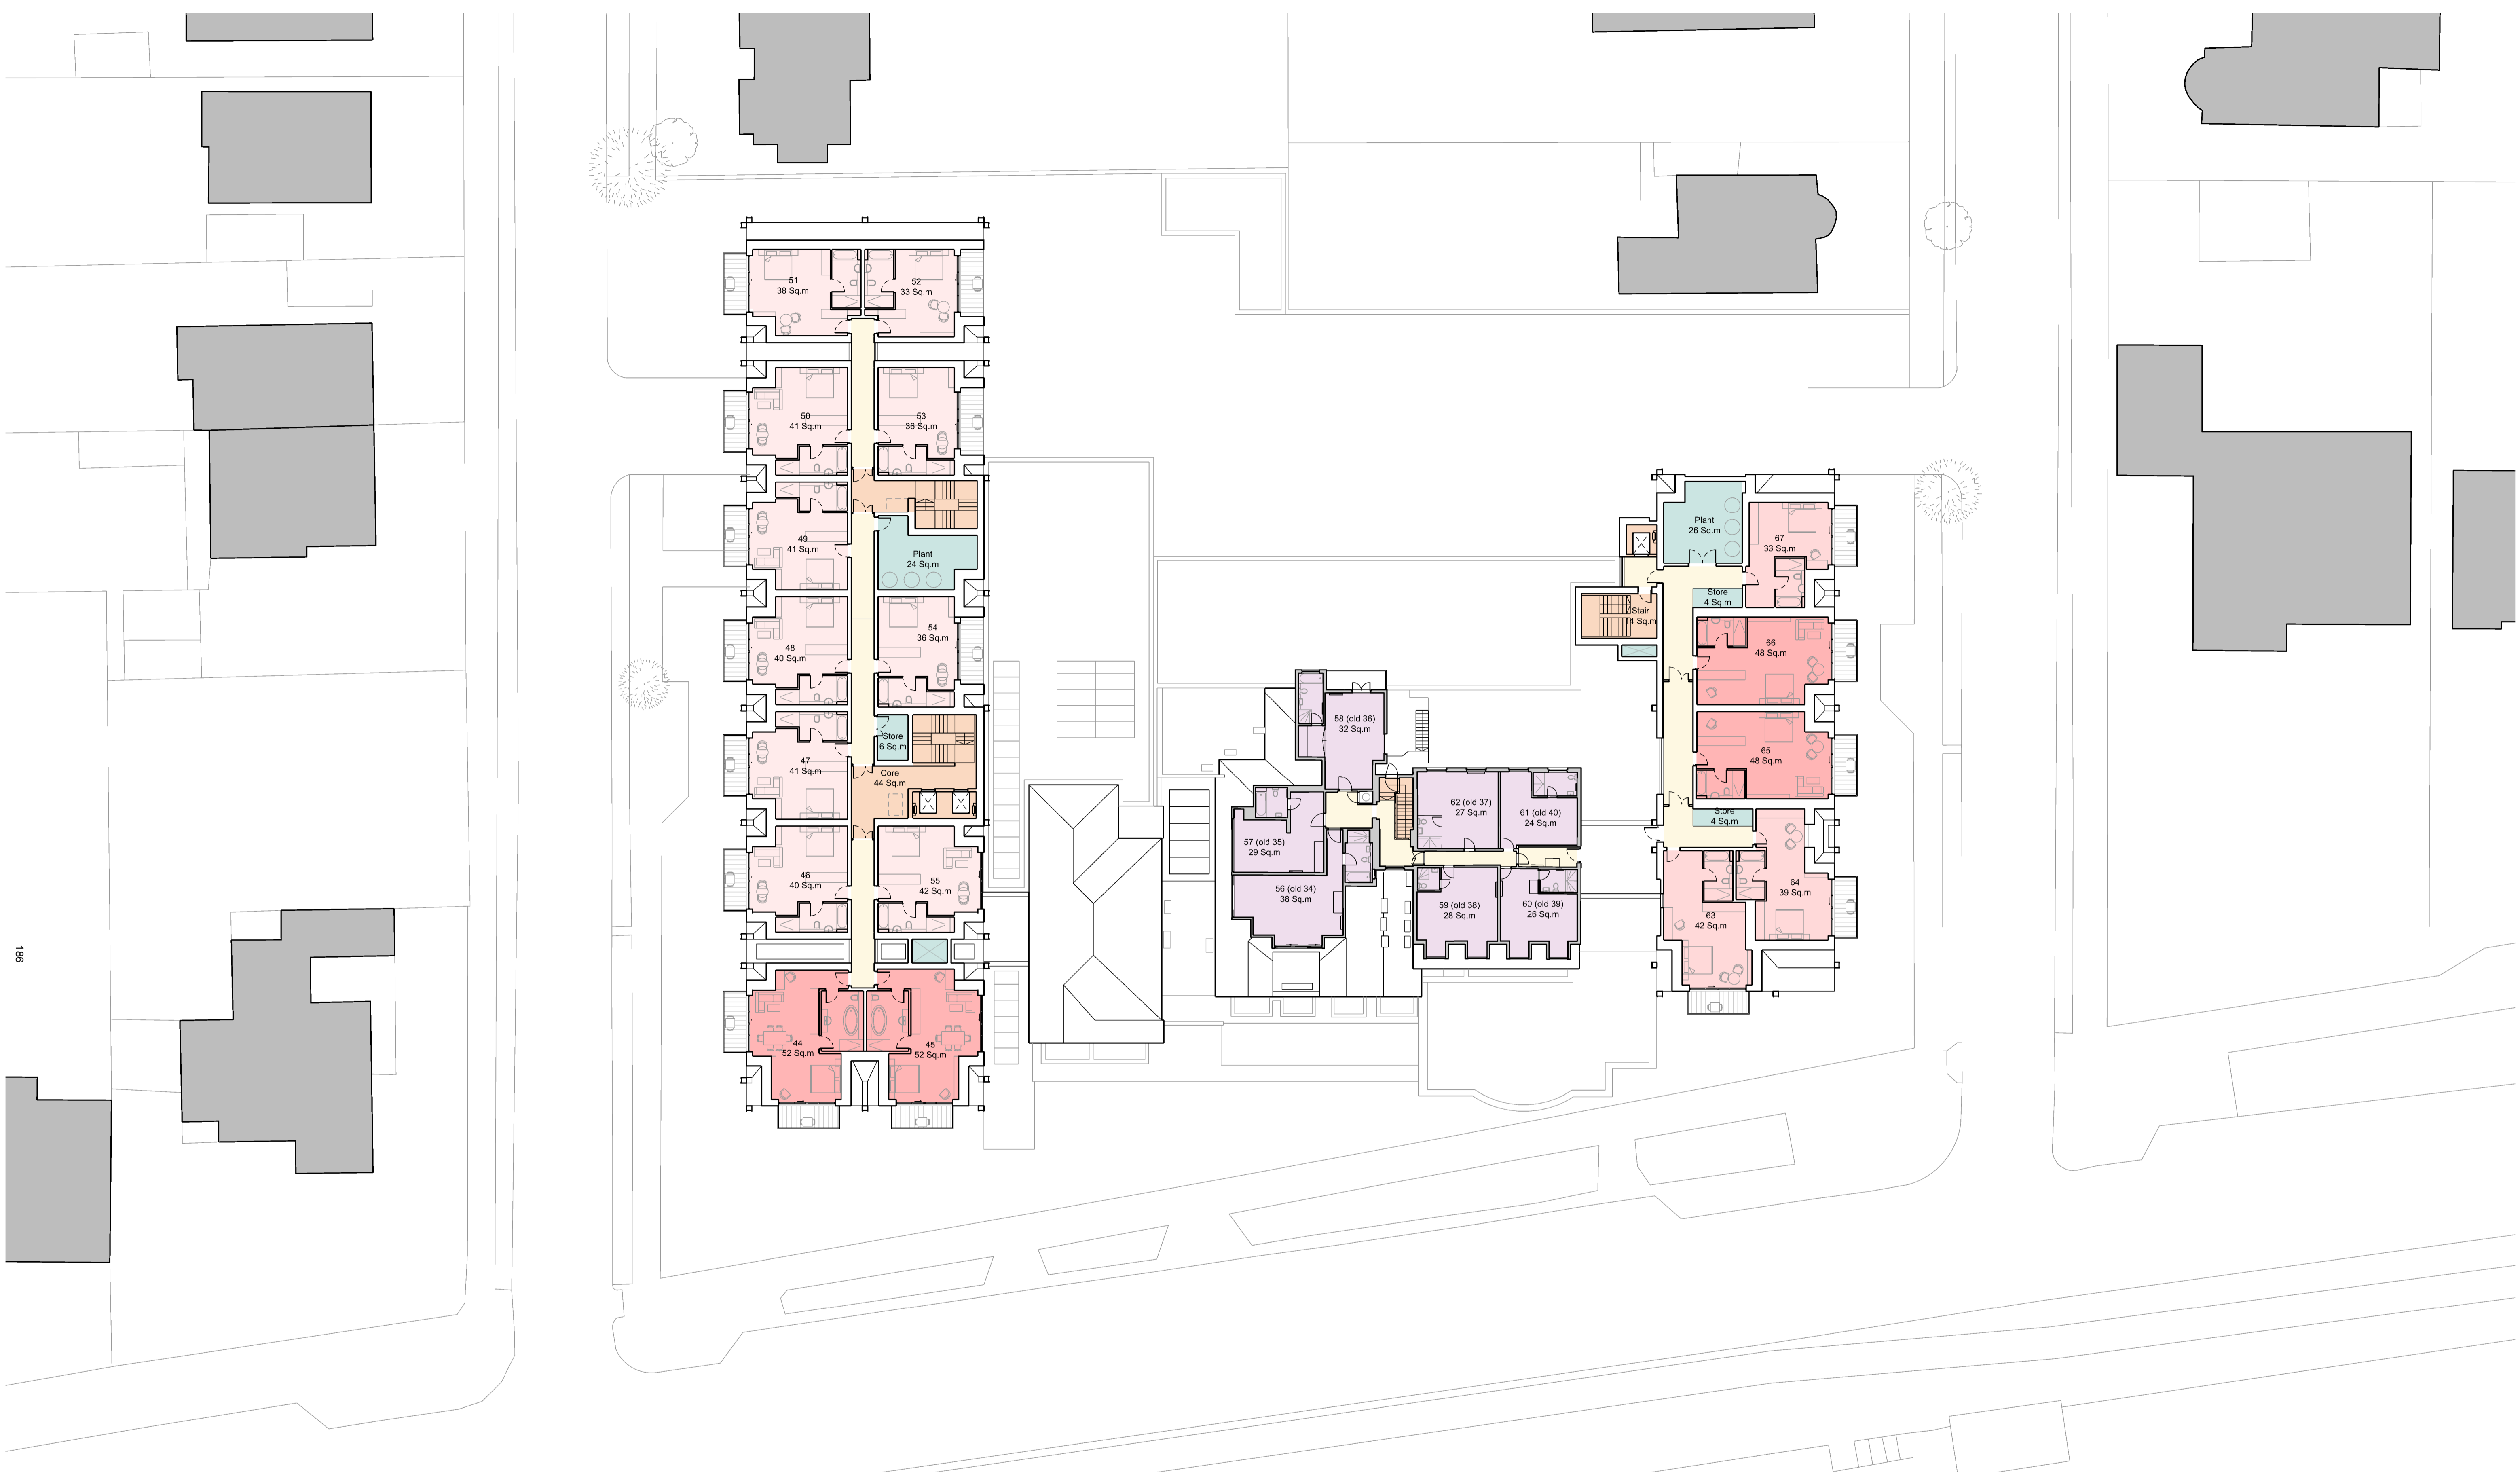 51
38 Sq.m
52
33 Sq.m
50
41 Sq.m
53
36 Sq.m
49
41 Sq.m
Plant
24 Sq.m
48
40 Sq.m
54
36 Sq.m
Store
6 Sq.m
47
41 Sq.m
Core
44 Sq.m
46
40 Sq.m
55
42 Sq.m
44
52 Sq.m
45
52 Sq.m
58 (old 36)
32 Sq.m
57 (old 35)
29 Sq.m
56 (old 34)
38 Sq.m
62 (old 37)
27 Sq.m
61 (old 40)
24 Sq.m
59 (old 38)
28 Sq.m
60 (old 39)
26 Sq.m
Plant
26 Sq.m
67
33 Sq.m
Store
4 Sq.m
Stair
14 Sq.m
66
48 Sq.m
65
48 Sq.m
Store
4 Sq.m
64
39 Sq.m
63
42 Sq.m
186